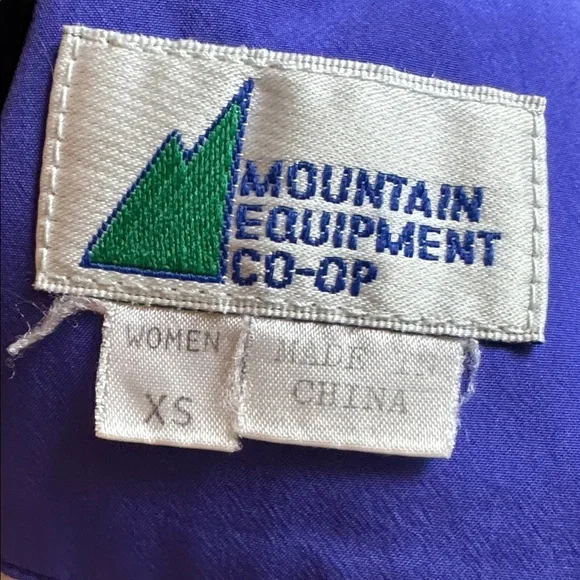 MOUNTAIN
EQUIPMENT
CO-OP
WOMEN
XS
MADE IN
CHINA